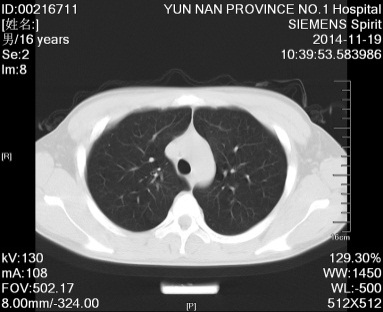 ID:00216711
YUN NAN PROVINCE NO.1 Hospital
[姓名:]
SIEMENS Spirit
男/16 years
2014-11-19
Se:2
10:39:53.583986
Im:8
[R]
16cm
kV:130
129.30%
mA:108
WW:1450
FOV:502.17
WL:-500
8.00mm/-324.00
[P]
512X512